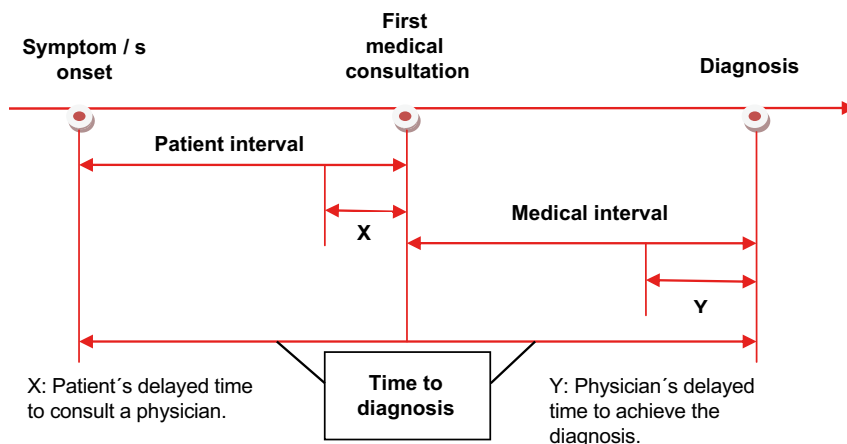 Symptom / s
onset
First
medical
consultation
Diagnosis
Patient interval
X
Medical interval
Y
Time to
diagnosis
X: Patient´s delayed time
to consult a physician.
Y: Physician´s delayed
time to achieve the
diagnosis.